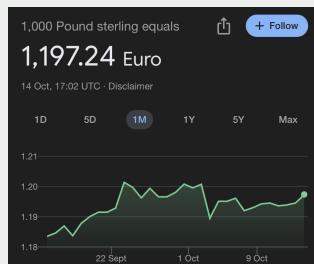 1,000 Pound sterling equals
+ Follow
1,197.24 Euro
14 Oct, 17:02 UTC · Disclaimer
1D 5D 1M 1Y 5Y Max
1.21
1.20
1.19
1.18
22 Sept 1 Oct 9 Oct